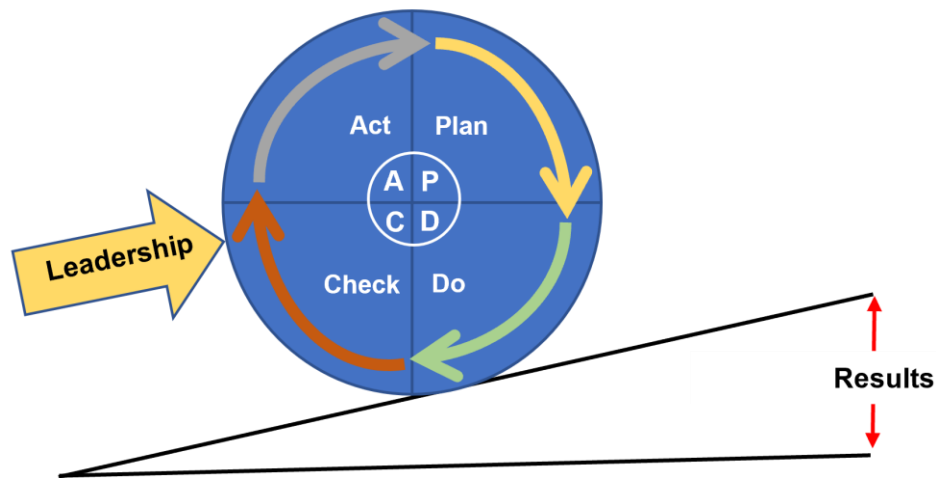 Act Plan
A P
C D
Leadership
Check Do
Results